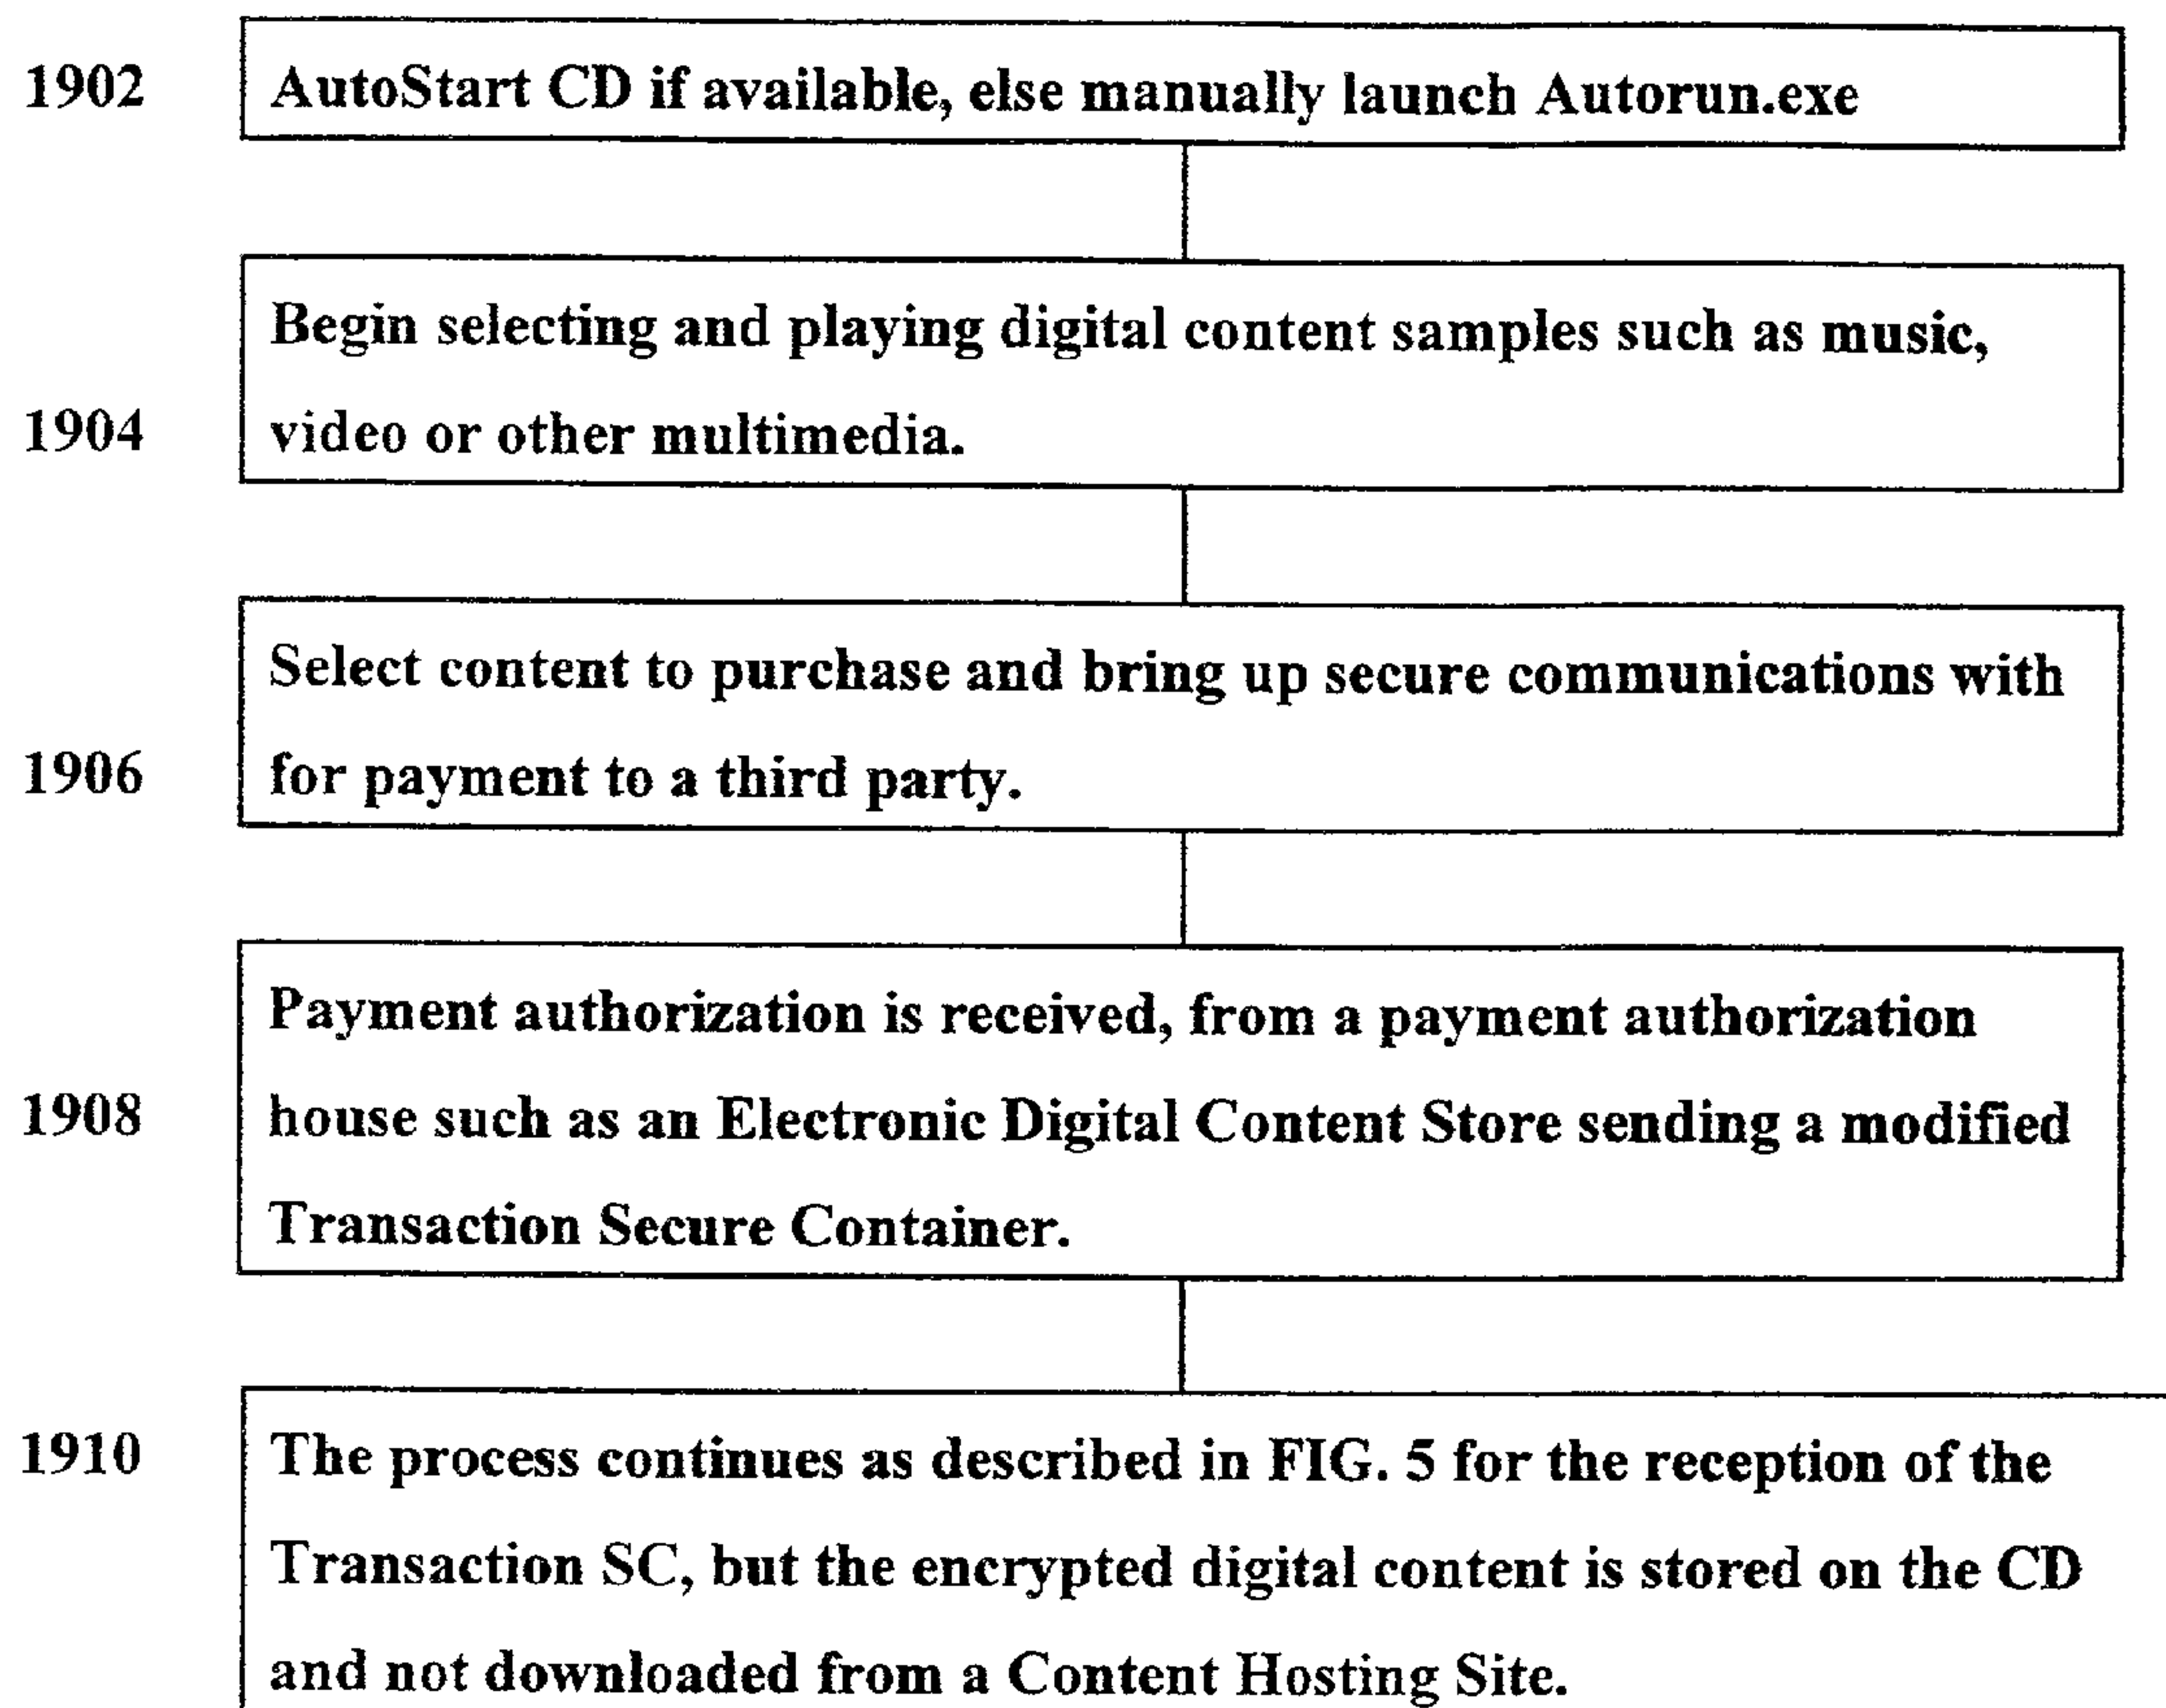 1902 AutoStart CD if available, else manually launch Autorun.exe
Begin selecting and playing digital content samples such as music,
1904 video or other multimedia.
Select content to purchase and bring up secure communications with
1906 for payment to a third party.
Payment authorization is received, from a payment authorization
1908 house such as an Electronic Digital Content Store sending a modified
Transaction Secure Container.
1910 The process continues as described in FIG. 5 for the reception of the
Transaction SC, but the encrypted digital content is stored on the CD
and not downloaded from a Content Hosting Site.